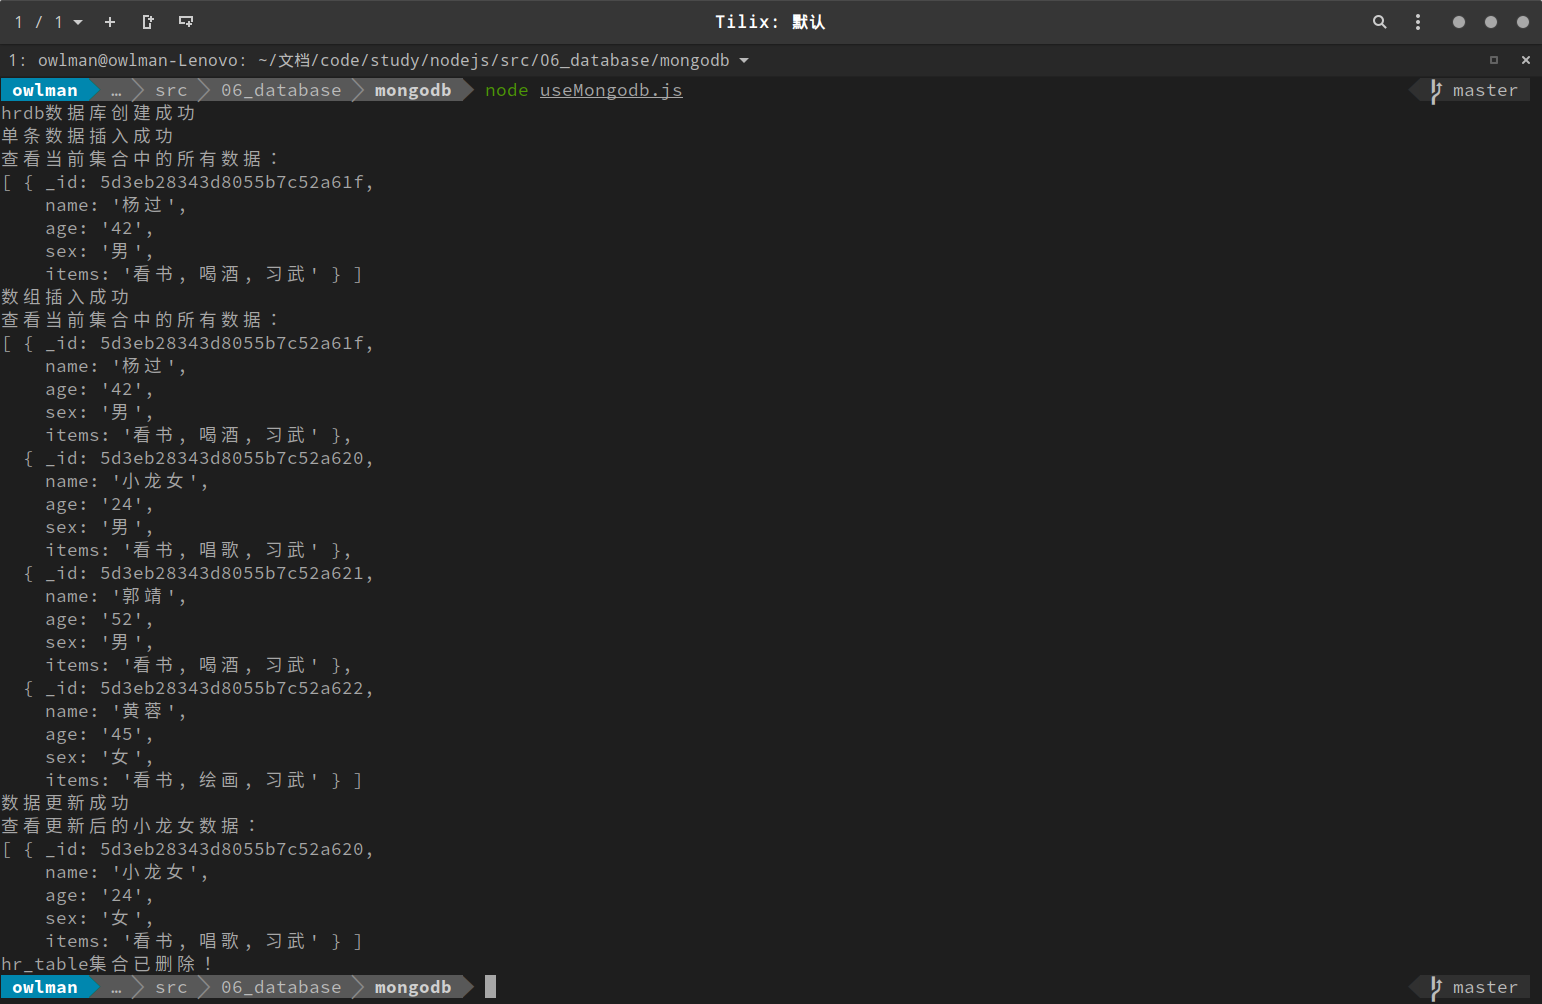 1 / 1
Tilix: 默认
1: owlman@owlman-Lenovo: ~/文档/code/study/nodejs/src/06_database/mongodb
owlman … src 06_database mongodb node useMongodb.js master
hrdb数据库创建成功
单条数据插入成功
查看当前集合中的所有数据：
[ { _id: 5d3eb28343d8055b7c52a61f,
name: '杨过',
age: '42',
sex: '男',
items: '看书, 喝酒, 习武' } ]
数组插入成功
查看当前集合中的所有数据：
[ { _id: 5d3eb28343d8055b7c52a61f,
name: '杨过',
age: '42',
sex: '男',
items: '看书, 喝酒, 习武' },
{ _id: 5d3eb28343d8055b7c52a620,
name: '小龙女',
age: '24',
sex: '男',
items: '看书, 唱歌, 习武' },
{ _id: 5d3eb28343d8055b7c52a621,
name: '郭靖',
age: '52',
sex: '男',
items: '看书, 喝酒, 习武' },
{ _id: 5d3eb28343d8055b7c52a622,
name: '黄蓉',
age: '45',
sex: '女',
items: '看书, 绘画, 习武' } ]
数据更新成功
查看更新后的小龙女数据：
[ { _id: 5d3eb28343d8055b7c52a620,
name: '小龙女',
age: '24',
sex: '女',
items: '看书, 唱歌, 习武' } ]
hr_table集合已删除！
owlman … src 06_database mongodb master